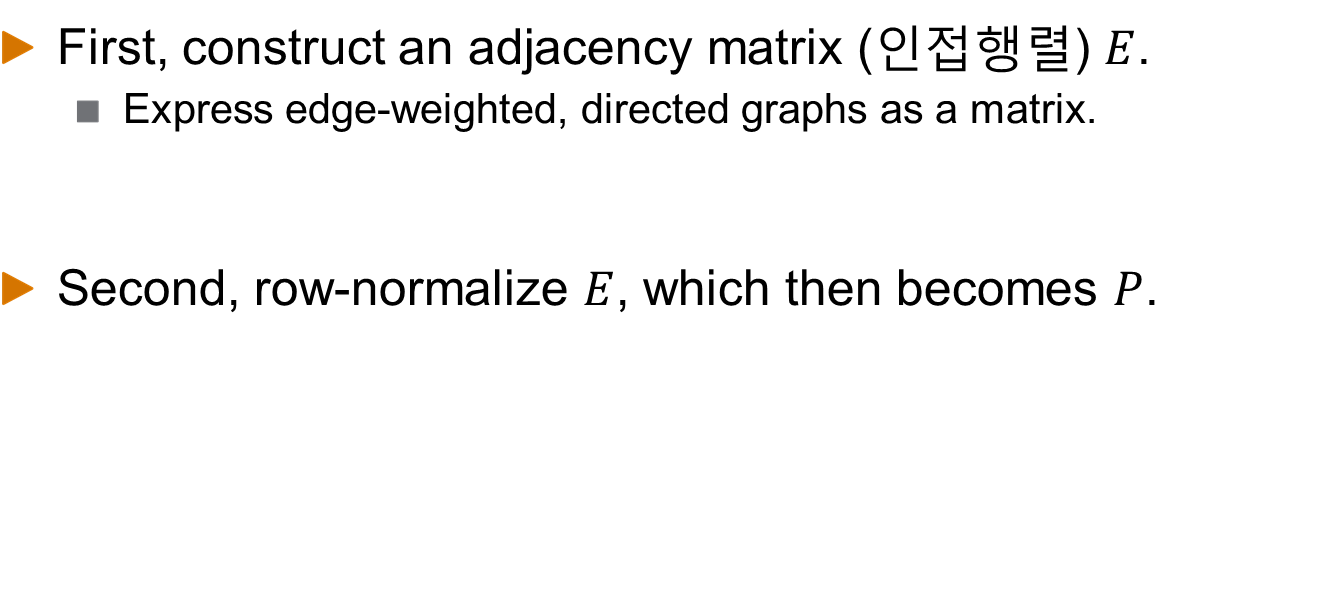 First, construct an adjacency matrix (인접행렬) E.
Express edge-weighted, directed graphs as a matrix.
Second, row-normalize E, which then becomes P.